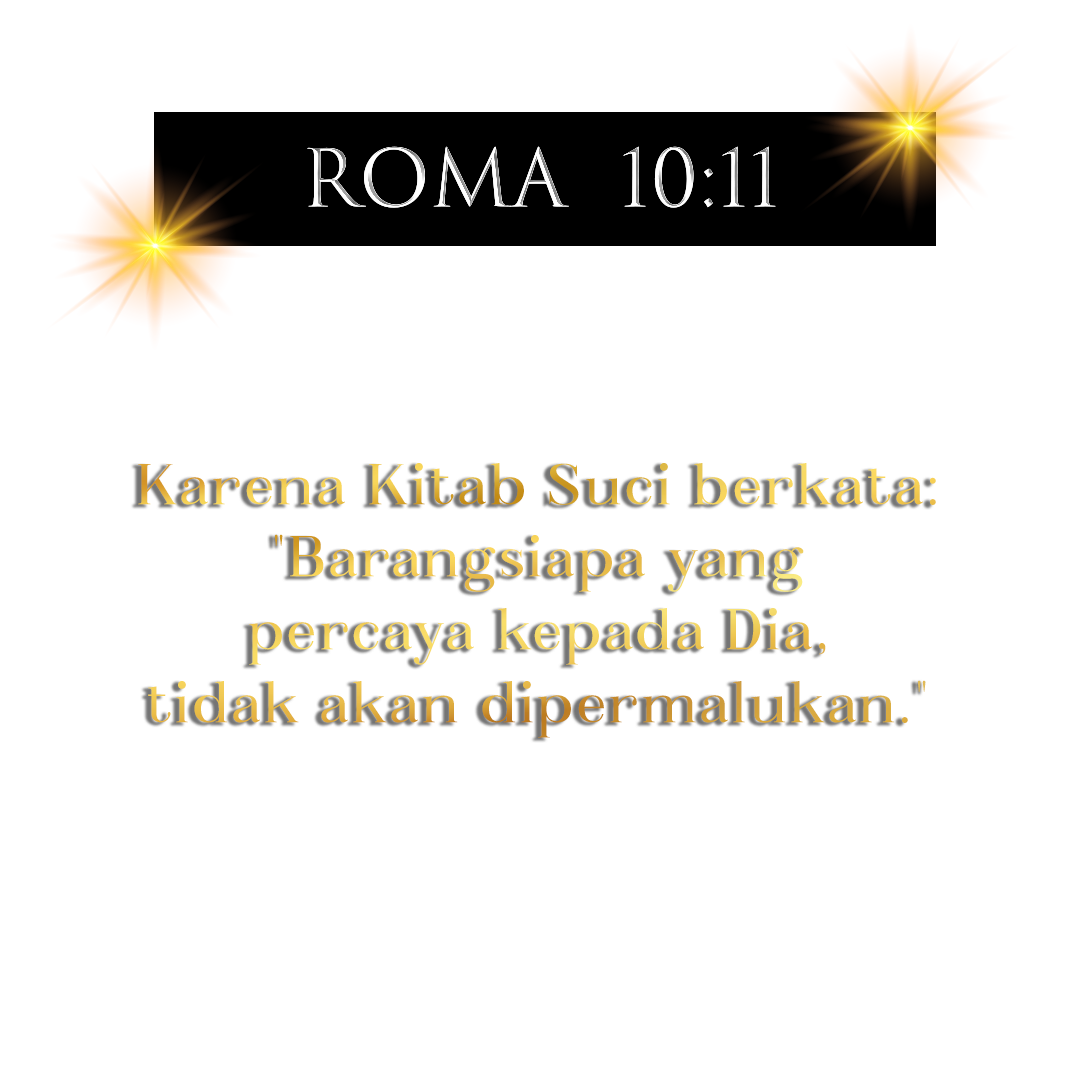 ROMA 10:11
Karena Kitab Suci berkata:
"Barangsiapa yang
percaya kepada Dia,
tidak akan dipermalukan."